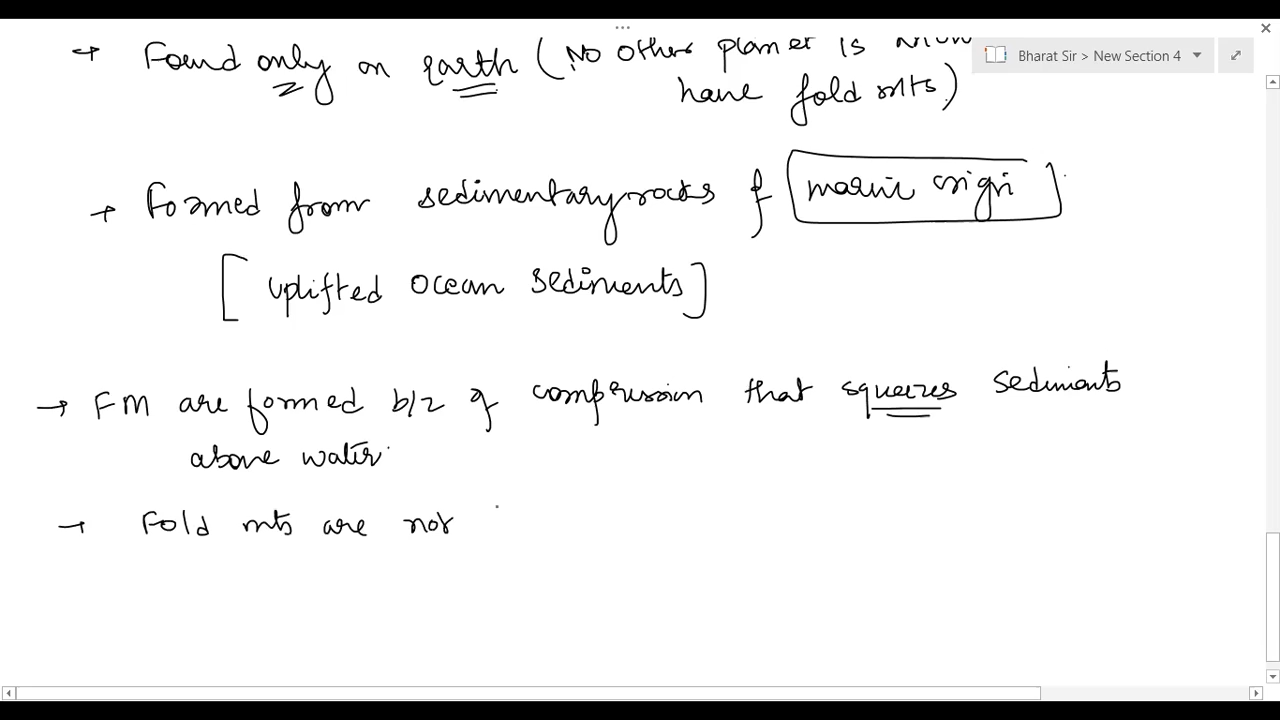 → Found only on earth (No other planet is
have fold mts)
Bharat Sir > New Section 4
→ Formed from sedimentary rocks of marine origin
[uplifted ocean sediments]
→ FM are formed b/z of compression that squeezes sediments
above water
→ Fold mts are not